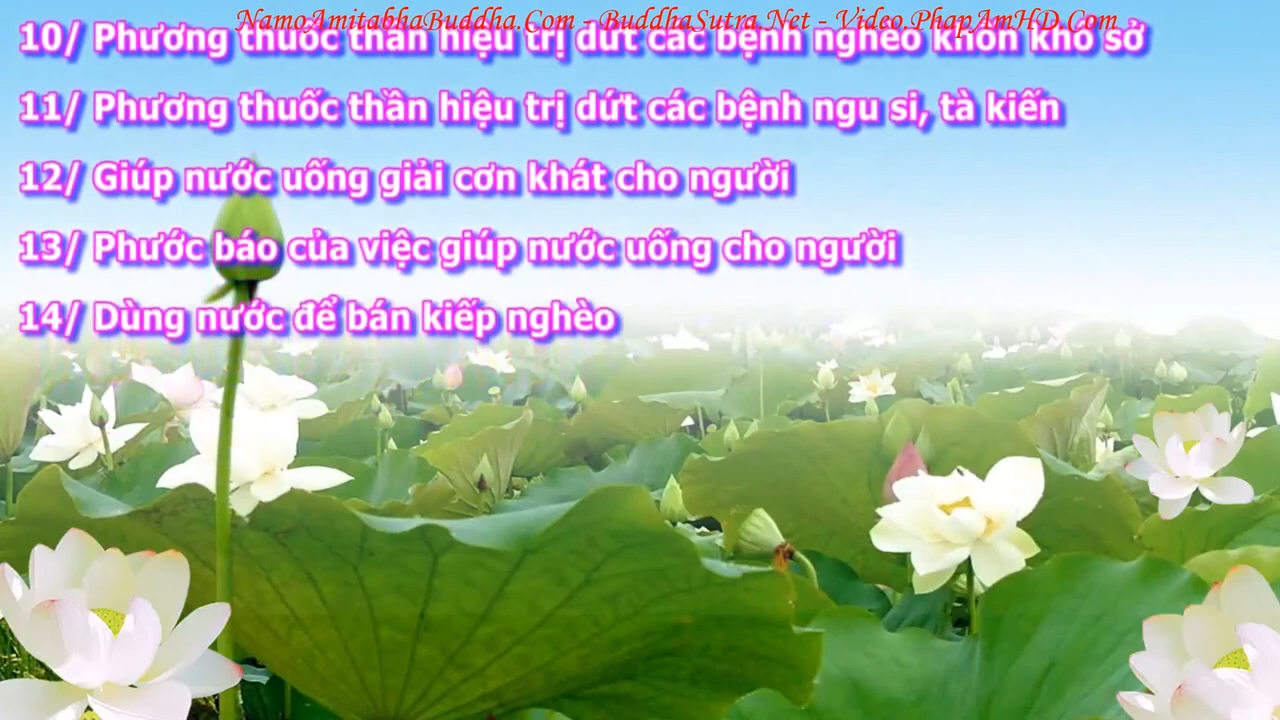 NamoAmitabhaBuddha.Com - BuddhaSutra.Net - Video.PhapAmHD.Com
10/ Phương thuốc thần hiệu trị dứt các bệnh nghèo khốn khổ sở
11/ Phương thuốc thần hiệu trị dứt các bệnh ngu si, tà kiến
12/ Giúp nước uống giải cơn khát cho người
13/ Phước báo của việc giúp nước uống cho người
14/ Dùng nước để bán kiếp nghèo